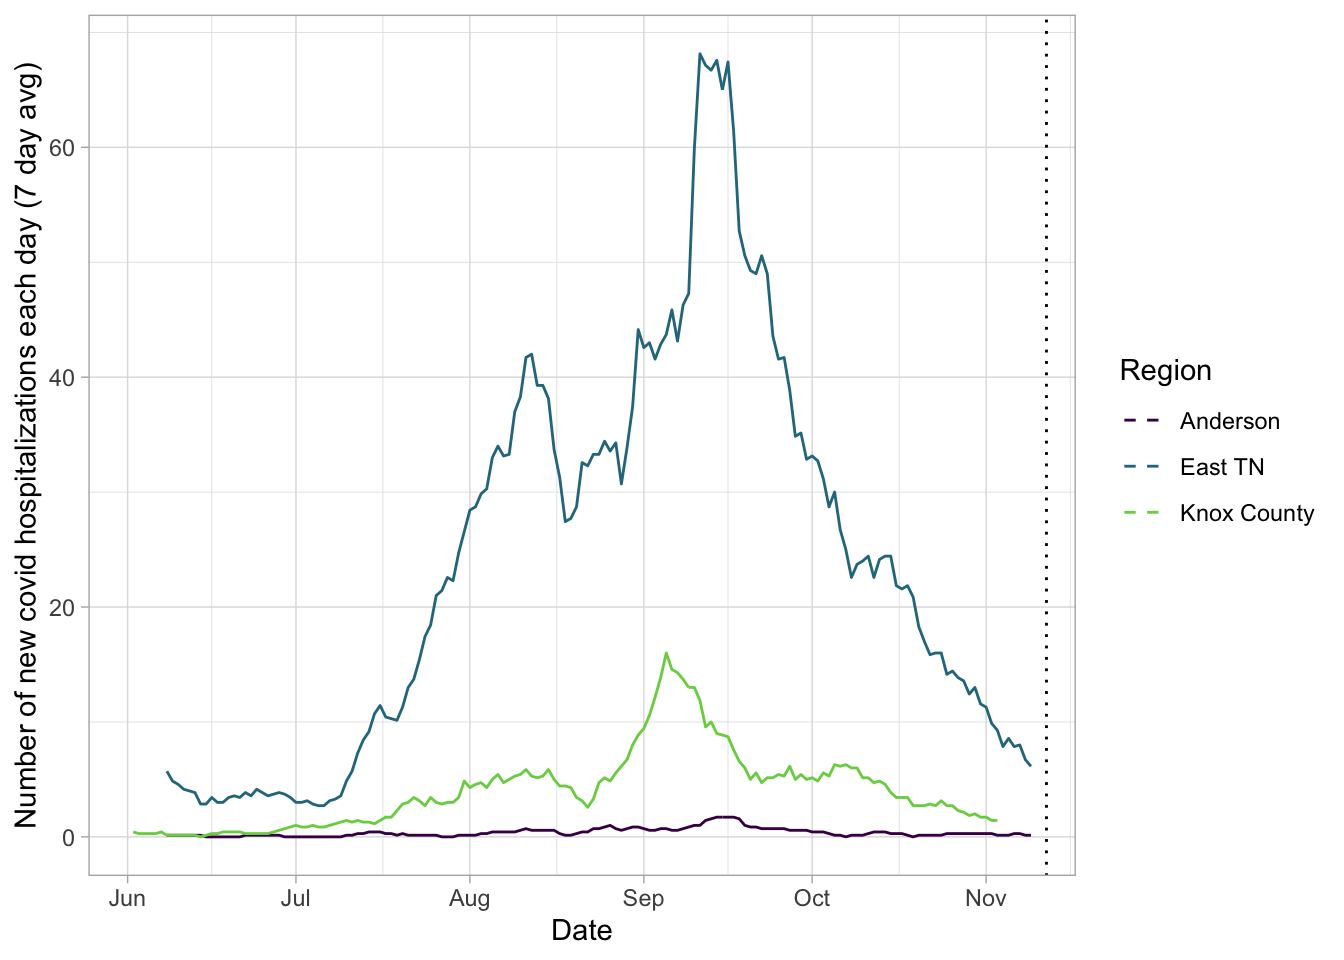 Number of new covid hospitalizations each day (7 day avg)
60
40
20
0
Jun
Jul
Aug
Sep
Oct
Nov
Date
Region
Anderson
East TN
Knox County